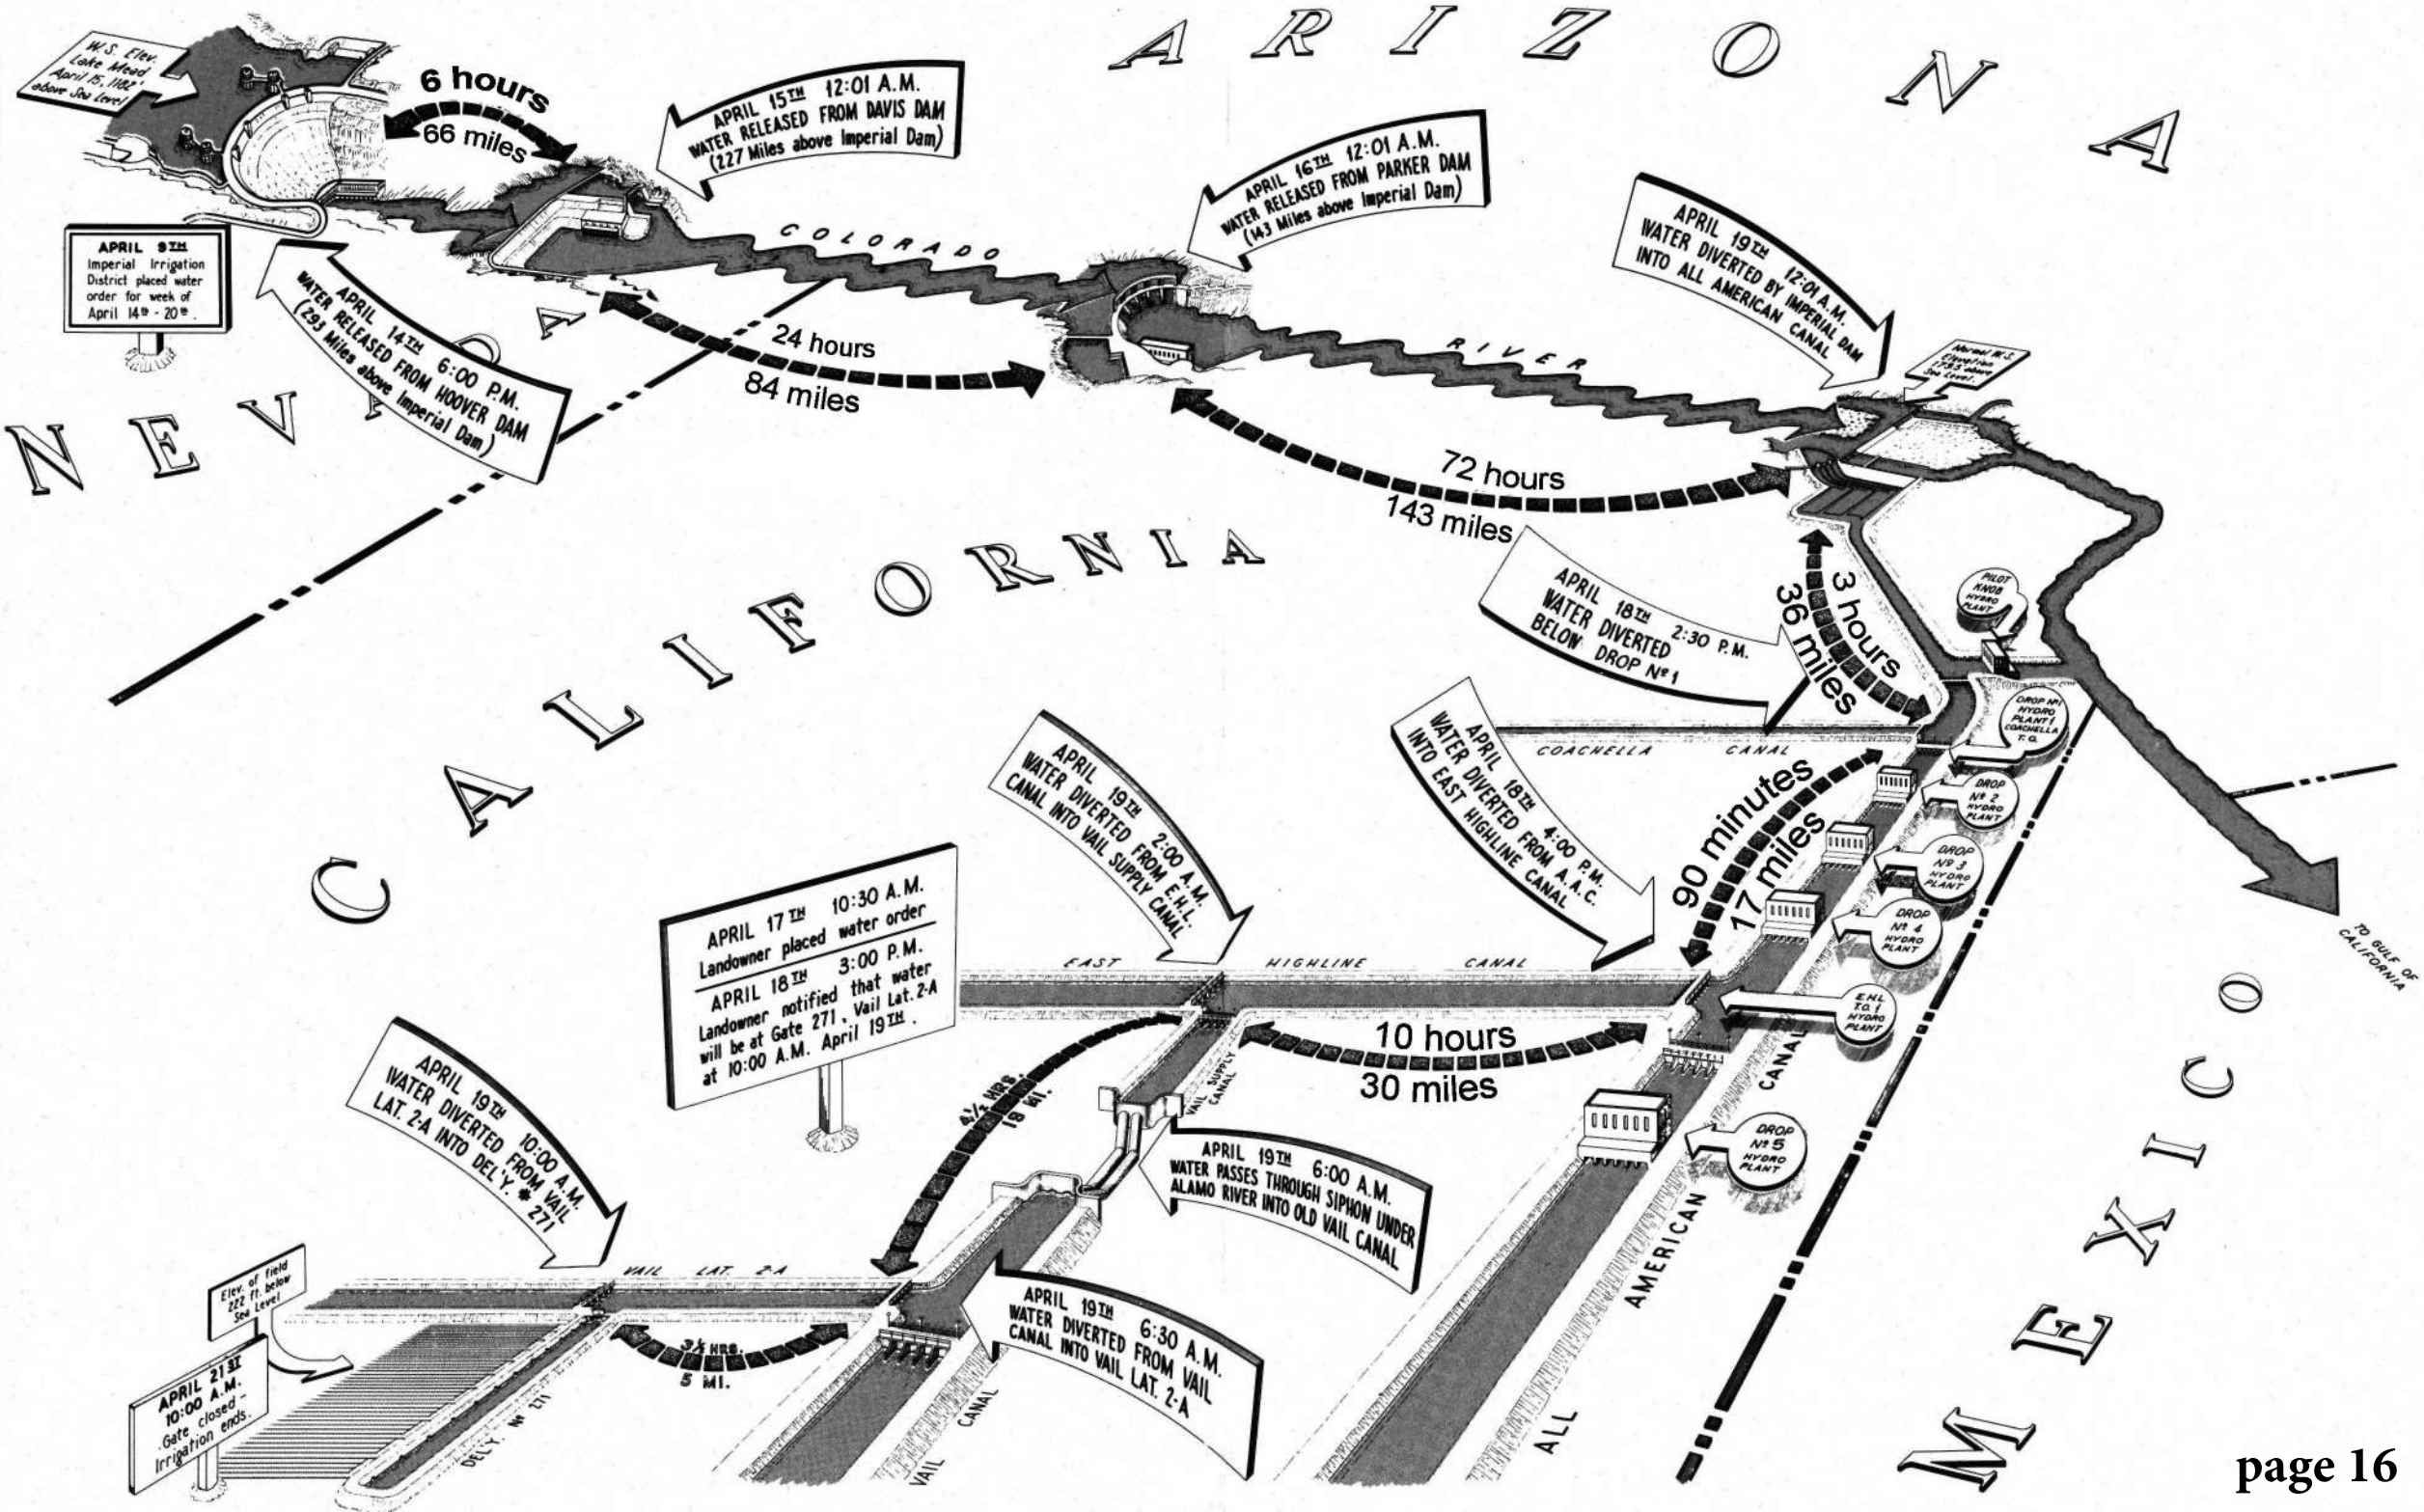 ARIZONA
W.S. Elev.
Lake Mead
April 15, 1182'
above Sea Level
6 hours
66 miles
APRIL 15TH 12:01 A.M.
WATER RELEASED FROM DAVIS DAM
(227 Miles above Imperial Dam)
APRIL 16TH 12:01 A.M.
WATER RELEASED FROM PARKER DAM
(143 Miles above Imperial Dam)
APRIL 19TH 12:01 A.M.
WATER DIVERTED BY IMPERIAL DAM
INTO ALL AMERICAN CANAL
APRIL 9TH
Imperial Irrigation
District placed water
order for week of
April 14th - 20th.
APRIL 14TH 6:00 P.M.
WATER RELEASED FROM HOOVER DAM
(293 Miles above Imperial Dam)
COLORADO
RIVER
Normal W.S.
Elevation
above
Sea Level.
24 hours
84 miles
NEVADA
72 hours
143 miles
CALIFORNIA
APRIL 18TH 2:30 P.M.
WATER DIVERTED
BELOW DROP Nº 1
3 hours
36 miles
PILOT
KNOB
HYDRO
PLANT
DROP Nº1
HYDRO
PLANT &
COACHELLA
T.O.
COACHELLA CANAL
DROP
Nº 2
HYDRO
PLANT
DROP
Nº 3
HYDRO
PLANT
DROP
Nº 4
HYDRO
PLANT
90 minutes
17 miles
APRIL 18TH 4:00 P.M.
WATER DIVERTED FROM A.A.C.
INTO EAST HIGHLINE CANAL
APRIL 19TH 2:00 A.M.
WATER DIVERTED FROM E.H.L.
CANAL INTO VAIL SUPPLY CANAL
TO GULF OF
CALIFORNIA
APRIL 17TH 10:30 A.M.
Landowner placed water order
APRIL 18TH 3:00 P.M.
Landowner notified that water
will be at Gate 271, Vail Lat. 2-A
at 10:00 A.M. April 19TH.
EAST HIGHLINE CANAL
E.H.L.
T.O. 1
HYDRO
PLANT
10 hours
30 miles
VAIL SUPPLY
CANAL
4½ HRS.
18 MI.
DROP
Nº 5
HYDRO
PLANT
APRIL 19TH 6:00 A.M.
WATER PASSES THROUGH SIPHON UNDER
ALAMO RIVER INTO OLD VAIL CANAL
APRIL 19TH 10:00 A.M.
WATER DIVERTED FROM VAIL
LAT. 2-A INTO DEL'Y. # 271
VAIL LAT. 2-A
Elev. of field
222 ft. below
Sea Level
APRIL 19TH 6:30 A.M.
WATER DIVERTED FROM VAIL
CANAL INTO VAIL LAT. 2-A
3½ HRS.
5 MI.
APRIL 21ST
10:00 A.M.
Gate closed -
Irrigation ends.
DEL'Y. Nº 271
VAIL CANAL
ALL AMERICAN CANAL
MEXICO
page 16